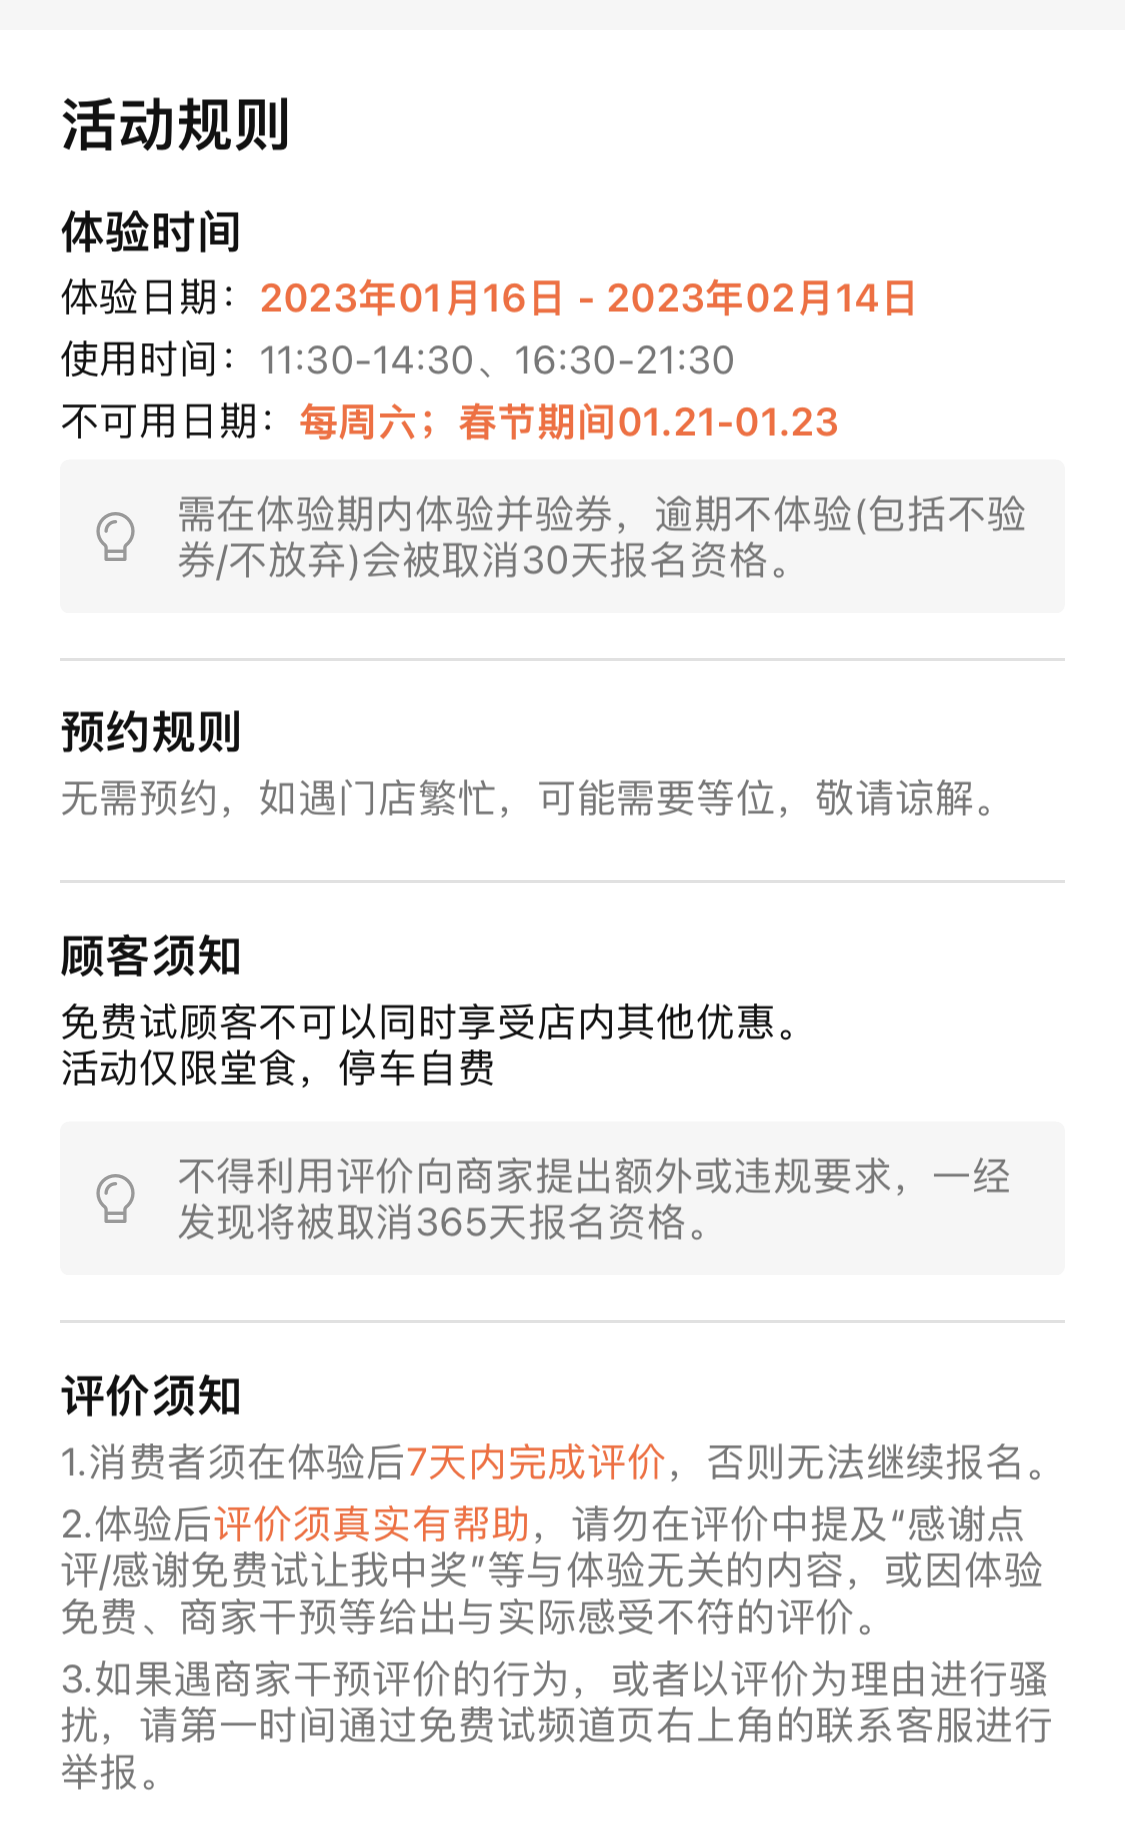 活动规则
体验时间
体验日期：2023年01月16日 - 2023年02月14日
使用时间：11:30-14:30、16:30-21:30
不可用日期：每周六；春节期间01.21-01.23
需在体验期内体验并验券，逾期不体验(包括不验
券/不放弃)会被取消30天报名资格。
预约规则
无需预约，如遇门店繁忙，可能需要等位，敬请谅解。
顾客须知
免费试顾客不可以同时享受店内其他优惠。
活动仅限堂食，停车自费
不得利用评价向商家提出额外或违规要求，一经
发现将被取消365天报名资格。
评价须知
1.消费者须在体验后7天内完成评价，否则无法继续报名。
2.体验后评价须真实有帮助，请勿在评价中提及“感谢点
评/感谢免费试让我中奖”等与体验无关的内容，或因体验
免费、商家干预等给出与实际感受不符的评价。
3.如果遇商家干预评价的行为，或者以评价为理由进行骚
扰，请第一时间通过免费试频道页右上角的联系客服进行
举报。